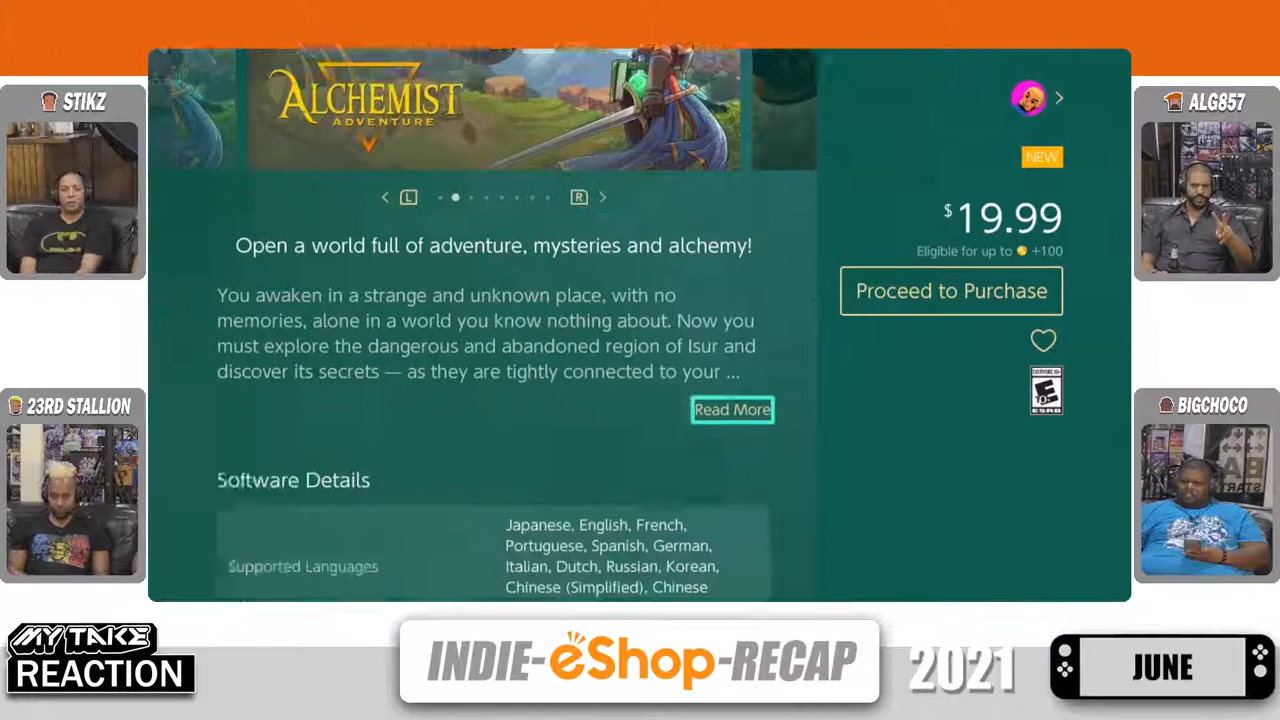 STIKZ
ALCHEMIST
ADVENTURE
L
R
Open a world full of adventure, mysteries and alchemy!
You awaken in a strange and unknown place, with no
memories, alone in a world you know nothing about. Now you
must explore the dangerous and abandoned region of Isur and
discover its secrets — as they are tightly connected to your ...
Read More
Software Details
Supported Languages
Japanese, English, French,
Portuguese, Spanish, German,
Italian, Dutch, Russian, Korean,
Chinese (Simplified), Chinese
NEW
$19.99
Eligible for up to +100
Proceed to Purchase
EVERYONE 10+
E
ESRB
ALG857
23RD STALLION
BIGCHOCO
MY TAKE
REACTION
INDIE-eShop-RECAP
2021
JUNE